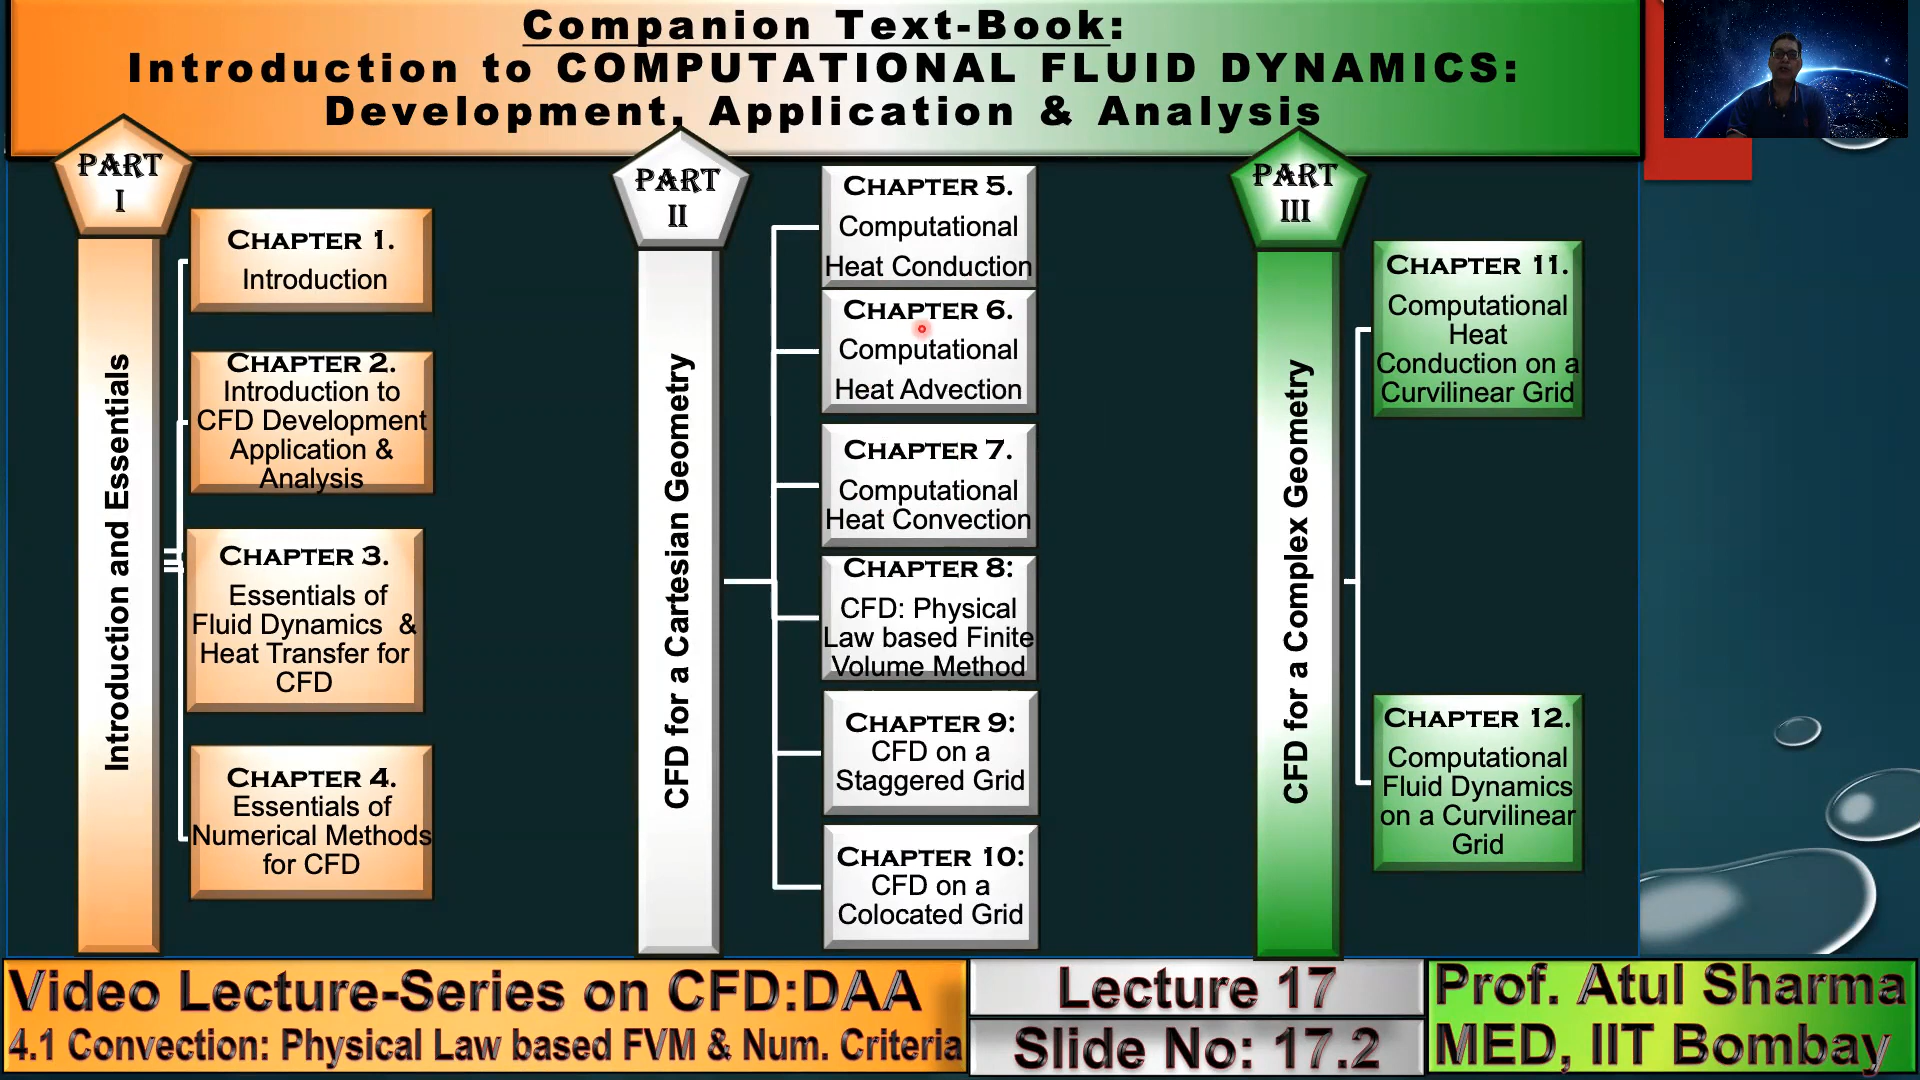 Companion Text-Book:
Introduction to COMPUTATIONAL FLUID DYNAMICS:
Development, Application & Analysis
PART
I
Introduction and Essentials
CHAPTER 1.
Introduction
CHAPTER 2.
Introduction to
CFD Development
Application &
Analysis
CHAPTER 3.
Essentials of
Fluid Dynamics &
Heat Transfer for
CFD
CHAPTER 4.
Essentials of
Numerical Methods
for CFD
PART
II
CFD for a Cartesian Geometry
CHAPTER 5.
Computational
Heat Conduction
CHAPTER 6.
Computational
Heat Advection
CHAPTER 7.
Computational
Heat Convection
CHAPTER 8:
CFD: Physical
Law based Finite
Volume Method
CHAPTER 9:
CFD on a
Staggered Grid
CHAPTER 10:
CFD on a
Colocated Grid
PART
III
CFD for a Complex Geometry
CHAPTER 11.
Computational
Heat
Conduction on a
Curvilinear Grid
CHAPTER 12.
Computational
Fluid Dynamics
on a Curvilinear
Grid
Video Lecture-Series on CFD:DAA
4.1 Convection: Physical Law based FVM & Num. Criteria
Lecture 17
Slide No: 17.2
Prof. Atul Sharma
MED, IIT Bombay